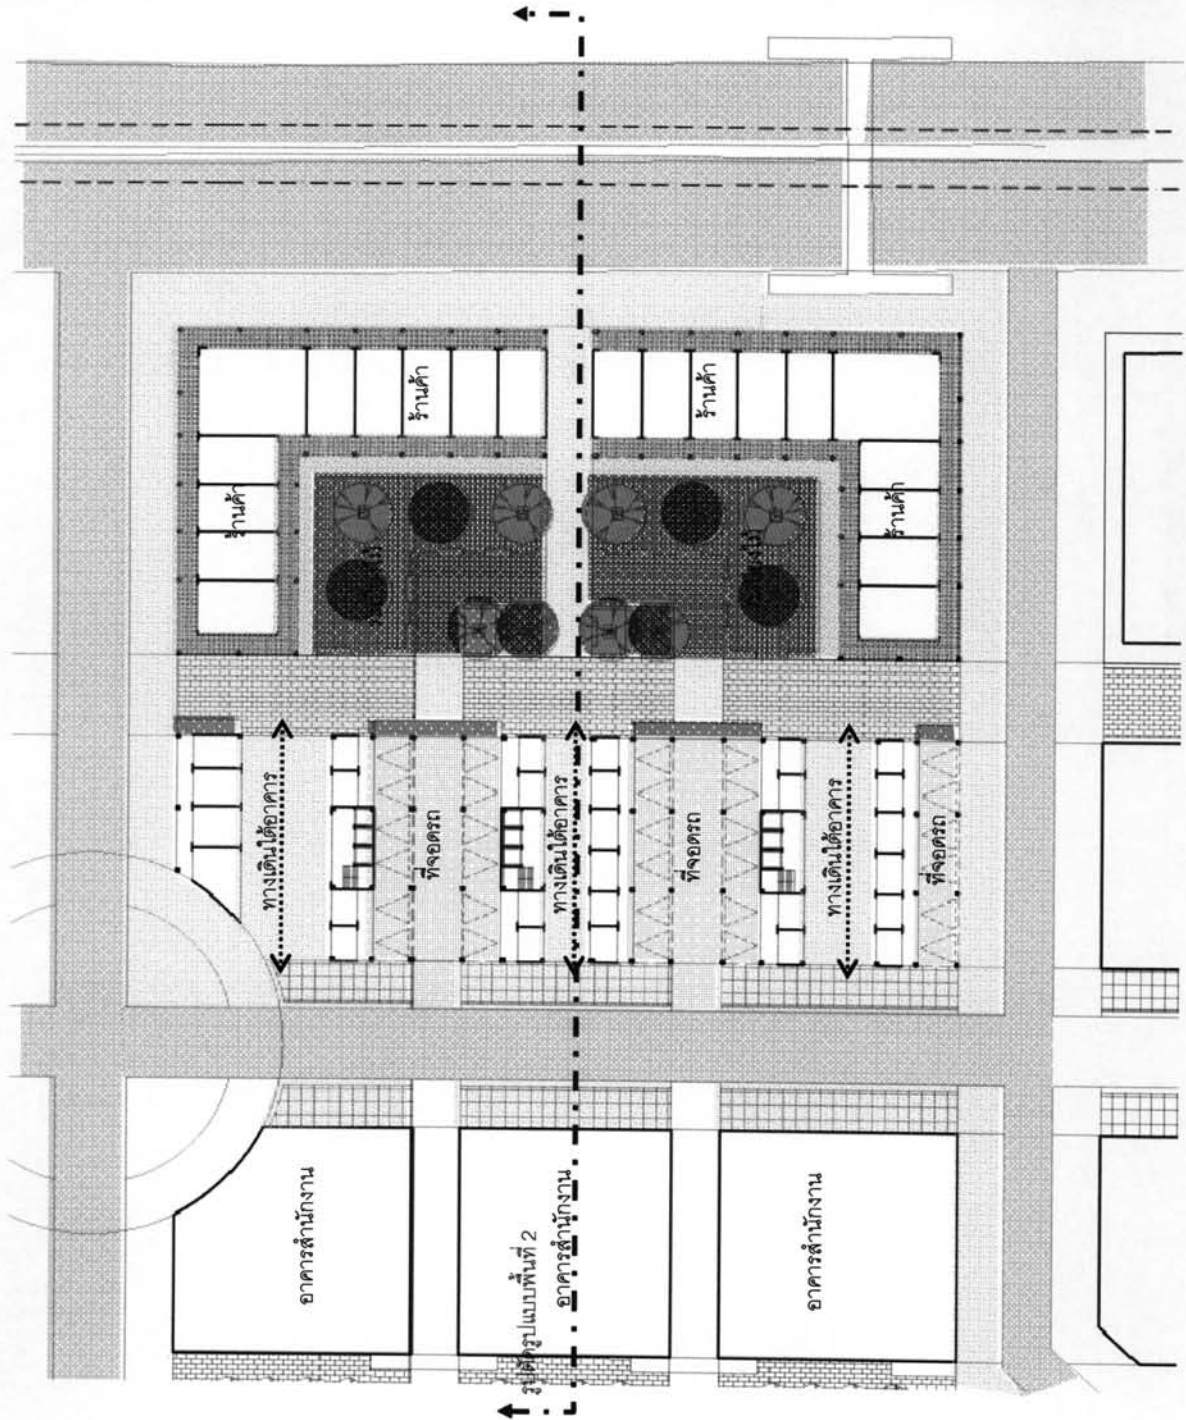 ร้านค้า
ร้านค้า
ร้านค้า
ร้านค้า
ทางเดินใต้อาคาร
ที่จอดรถ
ทางเดินใต้อาคาร
ที่จอดรถ
ทางเดินใต้อาคาร
ที่จอดรถ
อาคารสำนักงาน
รูปตัดรูปแบบพื้นที่ 2
อาคารสำนักงาน
อาคารสำนักงาน